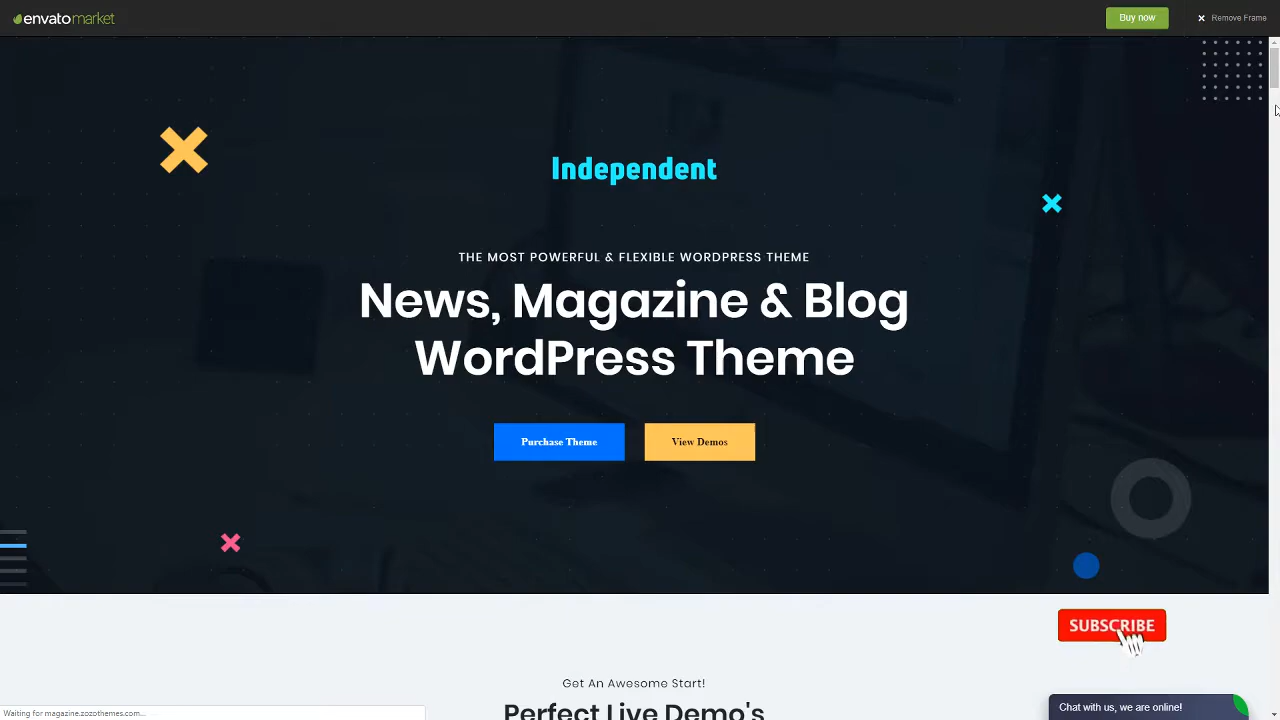 envatomarket
Buy now
Remove Frame
Independent
THE MOST POWERFUL & FLEXIBLE WORDPRESS THEME
News, Magazine & Blog
WordPress Theme
Purchase Theme
View Demos
SUBSCRIBE
Get An Awesome Start!
Perfect Live Demo's
Chat with us, we are online!
Waiting for magazine.zozothemes.com...